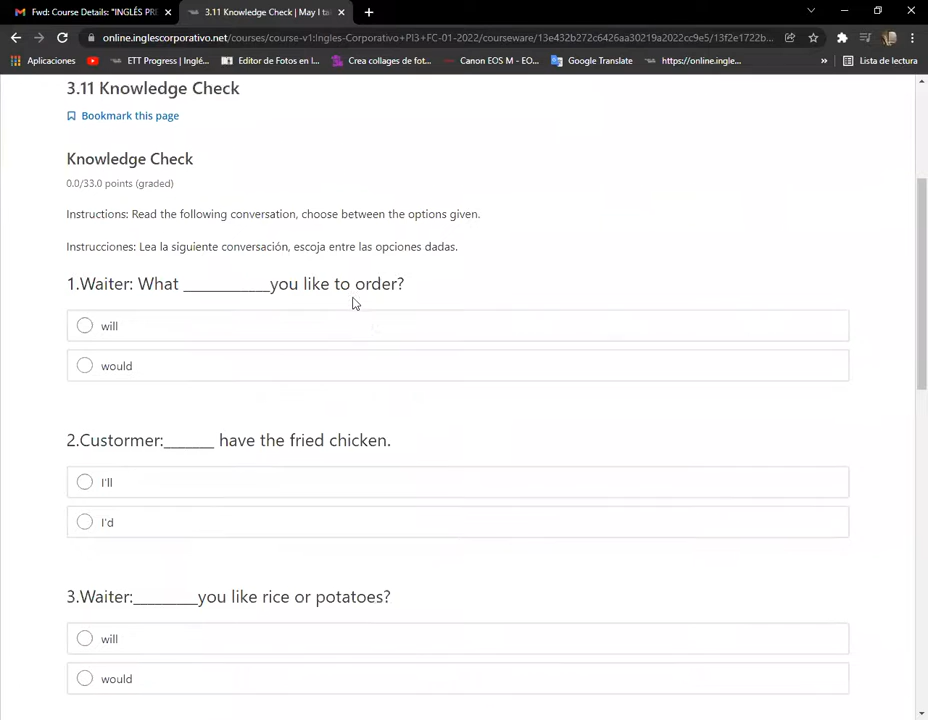 Fwd: Course Details: "INGLÉS PR
3.11 Knowledge Check | May I ta
online.inglescorporativo.net/courses/course-v1:Ingles-Corporativo+PI3+FC-01-2022/courseware/13e432b272c6426aa30219a2022cc9e5/13f2e1722b...
Aplicaciones
ETT Progress | Inglé...
Editor de Fotos en l...
Crea collages de fot...
Canon EOS M - EO...
Google Translate
https://online.ingle...
»
Lista de lectura
3.11 Knowledge Check
Bookmark this page
Knowledge Check
0.0/33.0 points (graded)
Instructions: Read the following conversation, choose between the options given.
Instrucciones: Lea la siguiente conversación, escoja entre las opciones dadas.
1.Waiter: What ___________you like to order?
will
would
2.Custormer:______ have the fried chicken.
I'll
I'd
3.Waiter:________you like rice or potatoes?
will
would